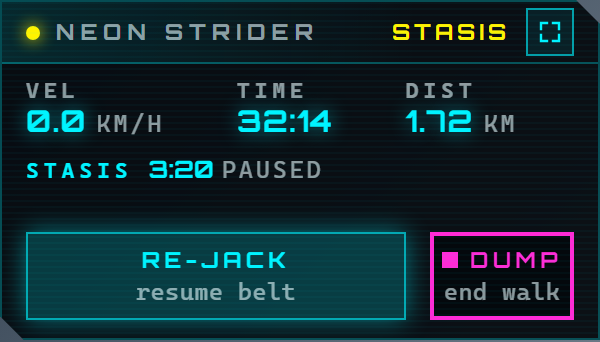 NEON STRIDER STASIS
VEL TIME DIST
0.0 KM/H 32:14 1.72 KM
STASIS 3:20 PAUSED
RE-JACK DUMP
resume belt end walk